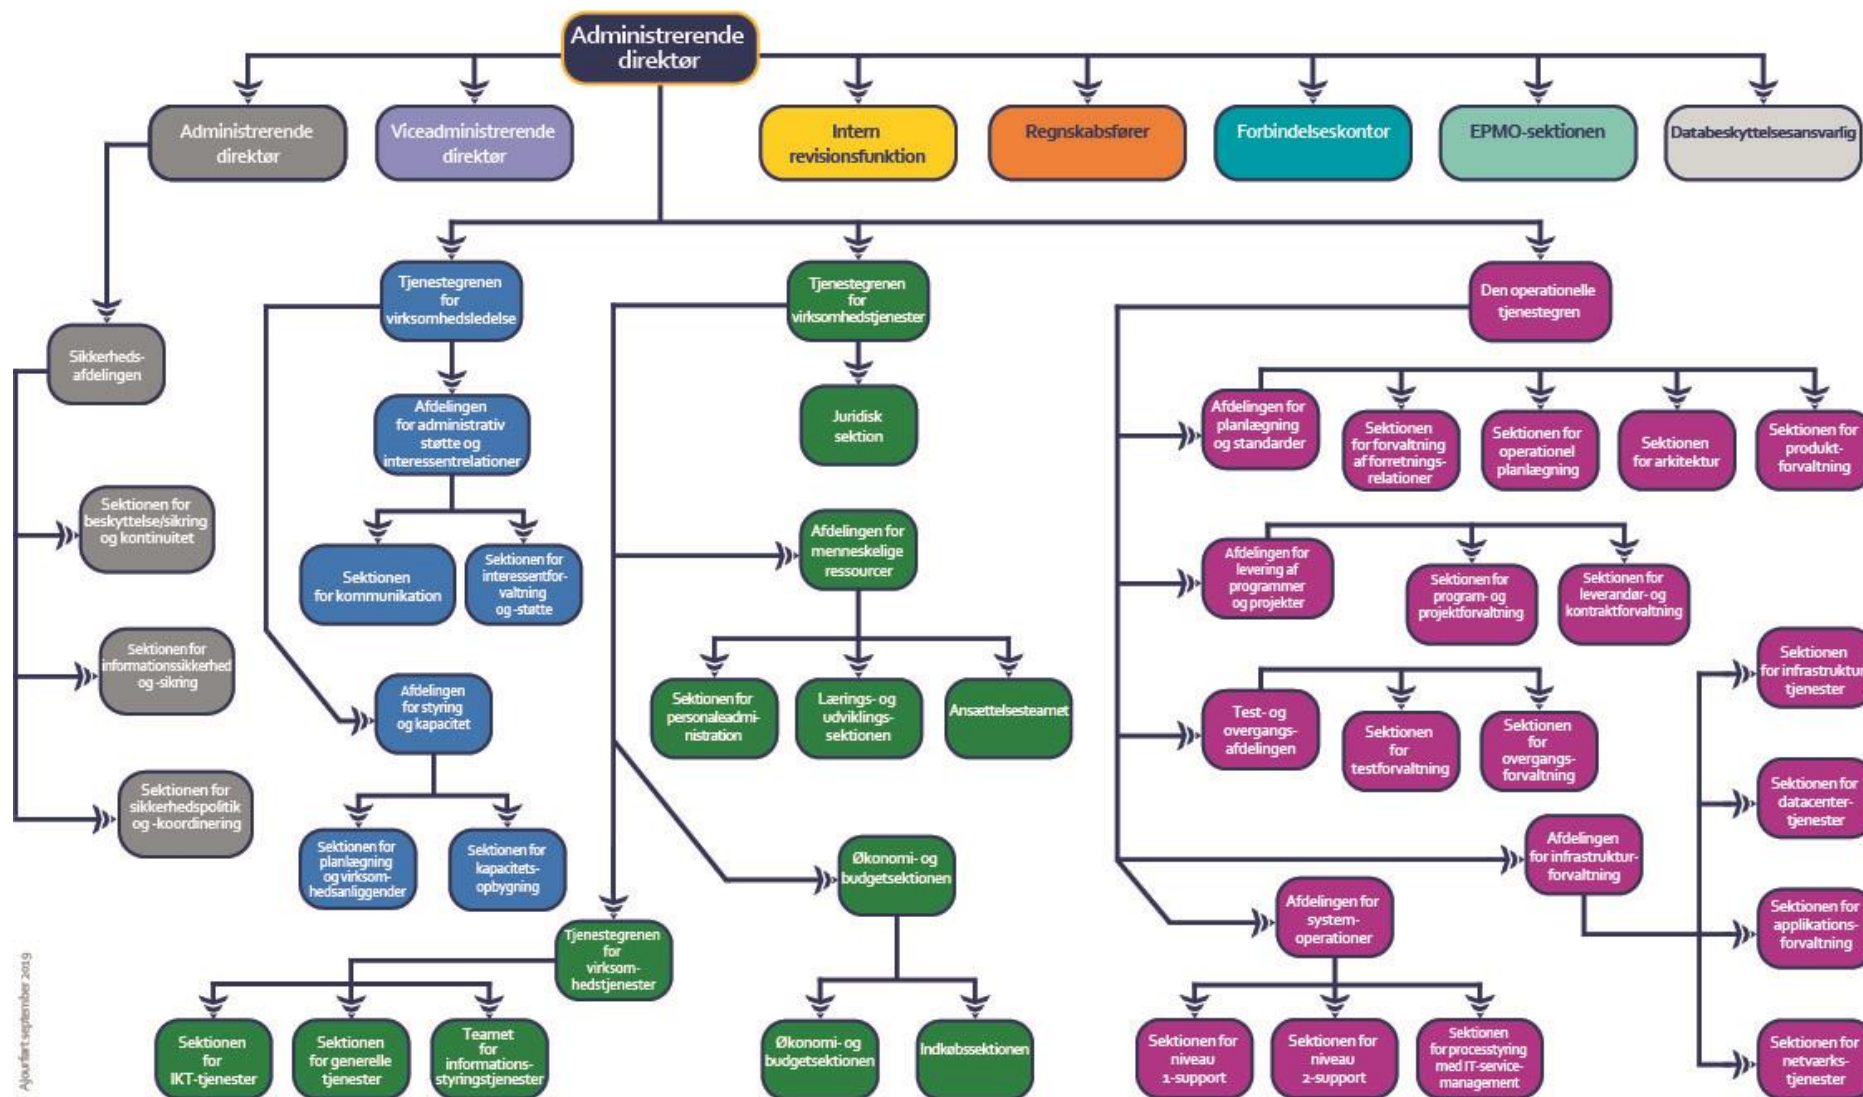 Administrerende
direktør
Administrerende
direktør
Viceadministrerende
direktør
Intern
revisionsfunktion
Regnskabsfører
Forbindelseskontor
EPMO-sektionen
Databeskyttelsesansvarlig
Tjenestegrenen
for
virksomhedsledelse
Tjenestegrenen
for
virksomhedstjenester
Den operationelle
tjenestegren
Sikkerheds-
afdelingen
Afdelingen
for administrativ
støtte og
interessentrelationer
Juridisk
sektion
Afdelingen for
planlægning
og standarder
Sektionen
for forvaltning
af forretnings-
relationer
Sektionen for
operationel
planlægning
Sektionen
for arkitektur
Sektionen for
produkt-
forvaltning
Sektionen for
beskyttelse/sikring
og kontinuitet
Sektionen
for kommunikation
Sektionen for
interessentfor-
valtning
og -støtte
Afdelingen for
menneskelige
ressourcer
Afdelingen for
levering af
programmer
og projekter
Sektionen for
program- og
projektforvaltning
Sektionen for
leverandør- og
kontraktforvaltning
Sektionen for
informationssikkerhed
og -sikring
Afdelingen
for styring
og kapacitet
Sektionen for
personaleadmi-
nistration
Lærings- og
udviklings-
sektionen
Ansættelsesteamet
Test- og
overgangs-
afdelingen
Sektionen
for
testforvaltning
Sektionen
for
overgangs-
forvaltning
Sektionen
for infrastruktur
tjenester
Sektionen for
sikkerhedspolitik
og -koordinering
Sektionen for
planlægning
og virksom-
hedsanliggender
Sektionen for
kapacitets-
opbygning
Økonomi- og
budgetsektionen
Afdelingen
for infrastruktur-
forvaltning
Sektionen for
datacenter-
tjenester
Tjenestegrenen
for
virksom-
hedstjenester
Afdelingen for
system-
operationer
Sektionen for
applikations-
forvaltning
Sektionen
for
IKT-tjenester
Sektionen
for generelle
tjenester
Teamet
for
informations-
styringstjenester
Økonomi- og
budgetsektionen
Indkøbssektionen
Sektionen for
niveau
1-support
Sektionen for
niveau
2-support
Sektionen
for processtyring
med IT-service-
management
Sektionen for
netværks-
tjenester
Ajourført september 2019